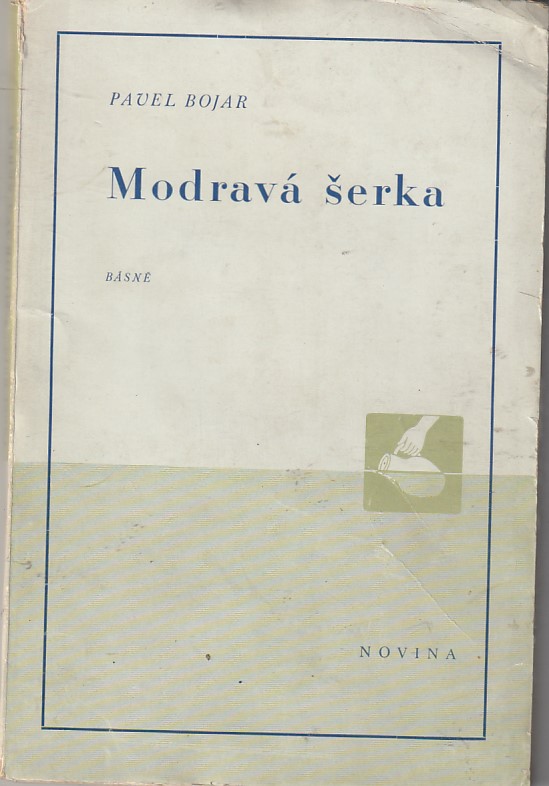 PAVEL BOJAR
Modravá šerka
BÁSNĚ
NOVINA